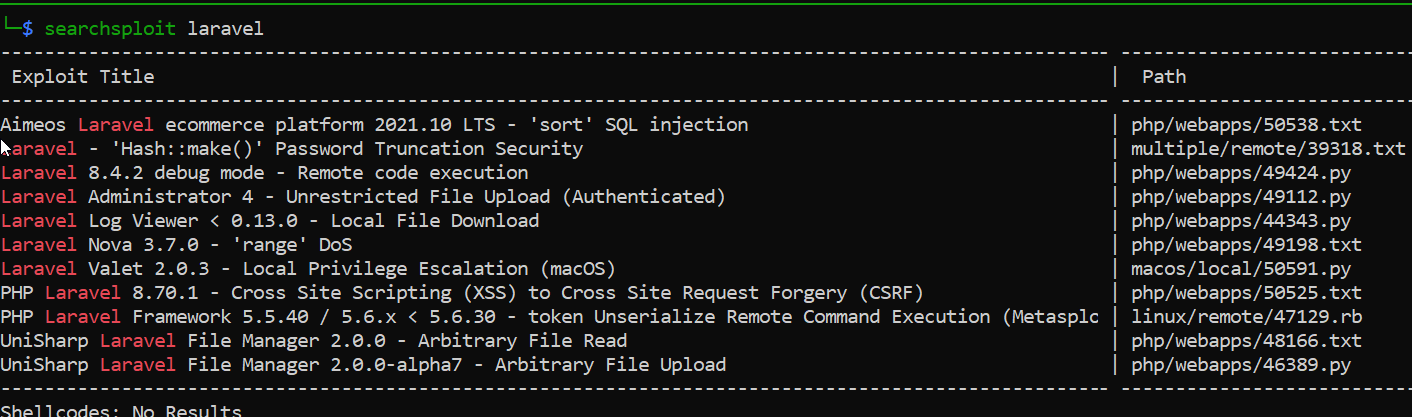 └─$ searchsploit laravel
Exploit Title | Path
Aimeos Laravel ecommerce platform 2021.10 LTS - 'sort' SQL injection | php/webapps/50538.txt
Laravel - 'Hash::make()' Password Truncation Security | multiple/remote/39318.txt
Laravel 8.4.2 debug mode - Remote code execution | php/webapps/49424.py
Laravel Administrator 4 - Unrestricted File Upload (Authenticated) | php/webapps/49112.py
Laravel Log Viewer < 0.13.0 - Local File Download | php/webapps/44343.py
Laravel Nova 3.7.0 - 'range' DoS | php/webapps/49198.txt
Laravel Valet 2.0.3 - Local Privilege Escalation (macOS) | macos/local/50591.py
PHP Laravel 8.70.1 - Cross Site Scripting (XSS) to Cross Site Request Forgery (CSRF) | php/webapps/50525.txt
PHP Laravel Framework 5.5.40 / 5.6.x < 5.6.30 - token Unserialize Remote Command Execution (Metasplo | linux/remote/47129.rb
UniSharp Laravel File Manager 2.0.0 - Arbitrary File Read | php/webapps/48166.txt
UniSharp Laravel File Manager 2.0.0-alpha7 - Arbitrary File Upload | php/webapps/46389.py
Shellcodes: No Results